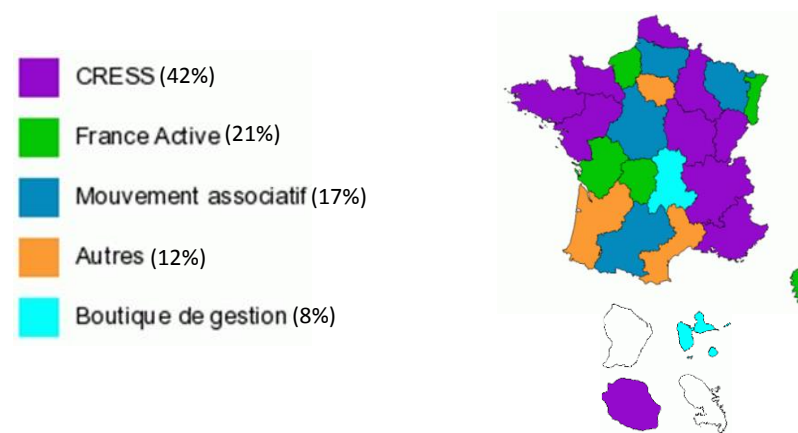 CRESS (42%)
France Active (21%)
Mouvement associatif (17%)
Autres (12%)
Boutique de gestion (8%)